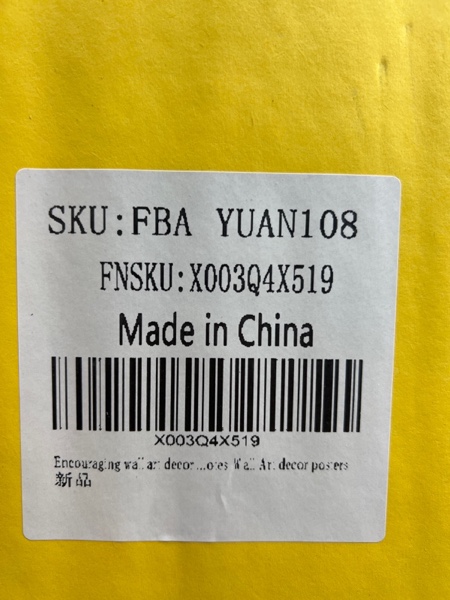 SKU:FBA YUAN108
FNSKU:X003Q4X519
Made in China
X003Q4X519
Encouraging wall art decor... Wall Art decor posters
新品